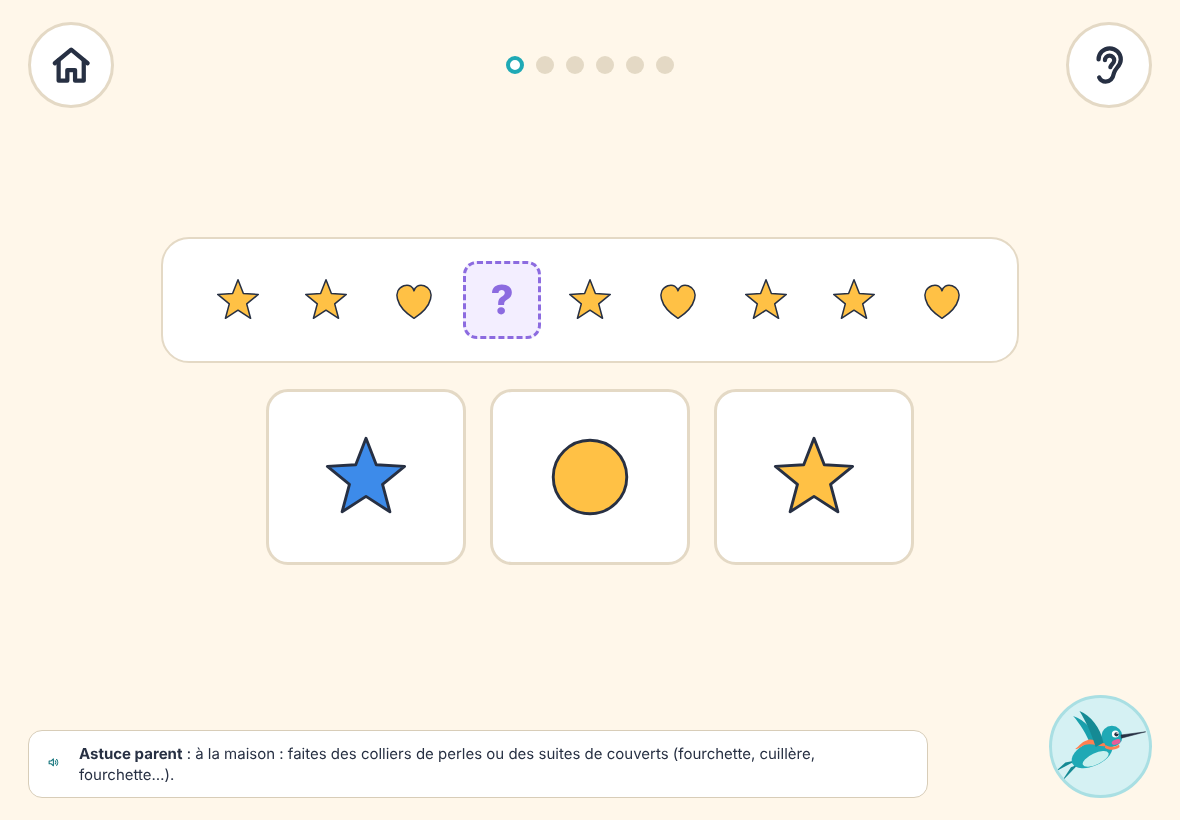 ?
Astuce parent : à la maison : faites des colliers de perles ou des suites de couverts (fourchette, cuillère,
fourchette...).